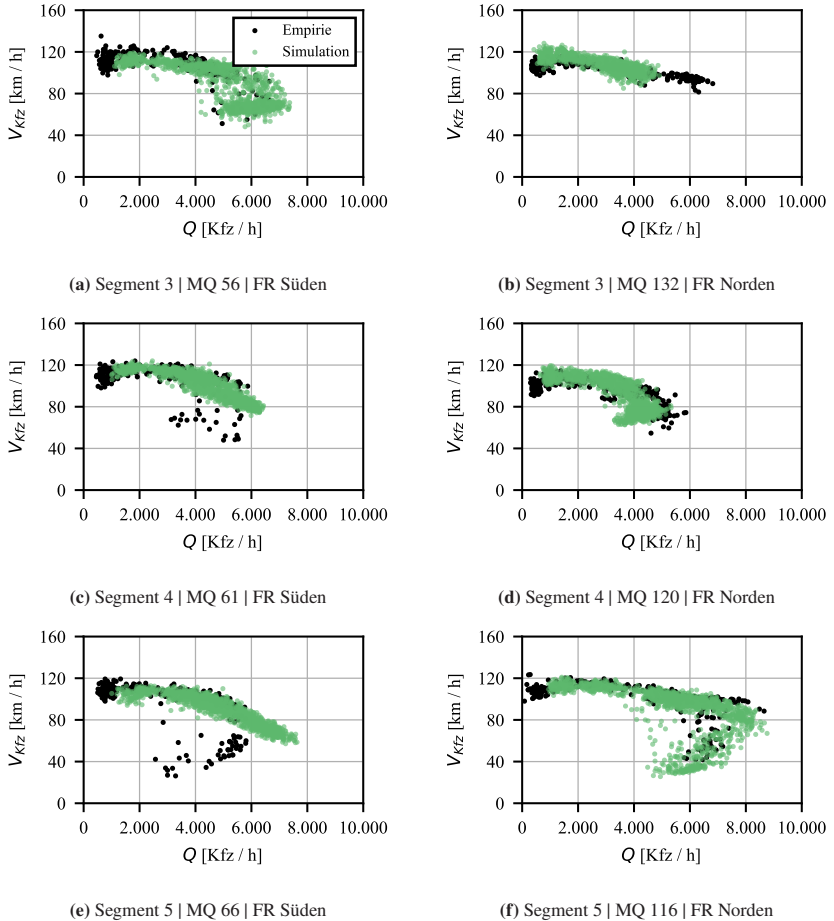 160
120
80
40
0
V_Kfz [km / h]
Empirie
Simulation
0 2.000 4.000 6.000 8.000 10.000
Q [Kfz / h]
(a) Segment 3 | MQ 56 | FR Süden
160
120
80
40
0
V_Kfz [km / h]
0 2.000 4.000 6.000 8.000 10.000
Q [Kfz / h]
(b) Segment 3 | MQ 132 | FR Norden
160
120
80
40
0
V_Kfz [km / h]
0 2.000 4.000 6.000 8.000 10.000
Q [Kfz / h]
(c) Segment 4 | MQ 61 | FR Süden
160
120
80
40
0
V_Kfz [km / h]
0 2.000 4.000 6.000 8.000 10.000
Q [Kfz / h]
(d) Segment 4 | MQ 120 | FR Norden
160
120
80
40
0
V_Kfz [km / h]
0 2.000 4.000 6.000 8.000 10.000
Q [Kfz / h]
(e) Segment 5 | MQ 66 | FR Süden
160
120
80
40
0
V_Kfz [km / h]
0 2.000 4.000 6.000 8.000 10.000
Q [Kfz / h]
(f) Segment 5 | MQ 116 | FR Norden